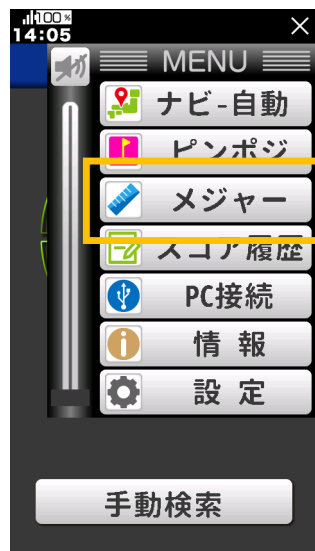 100%
14:05
MENU
ナビ-自動
ピンポジ
メジャー
スコア履歴
PC接続
情 報
設 定
手動検索